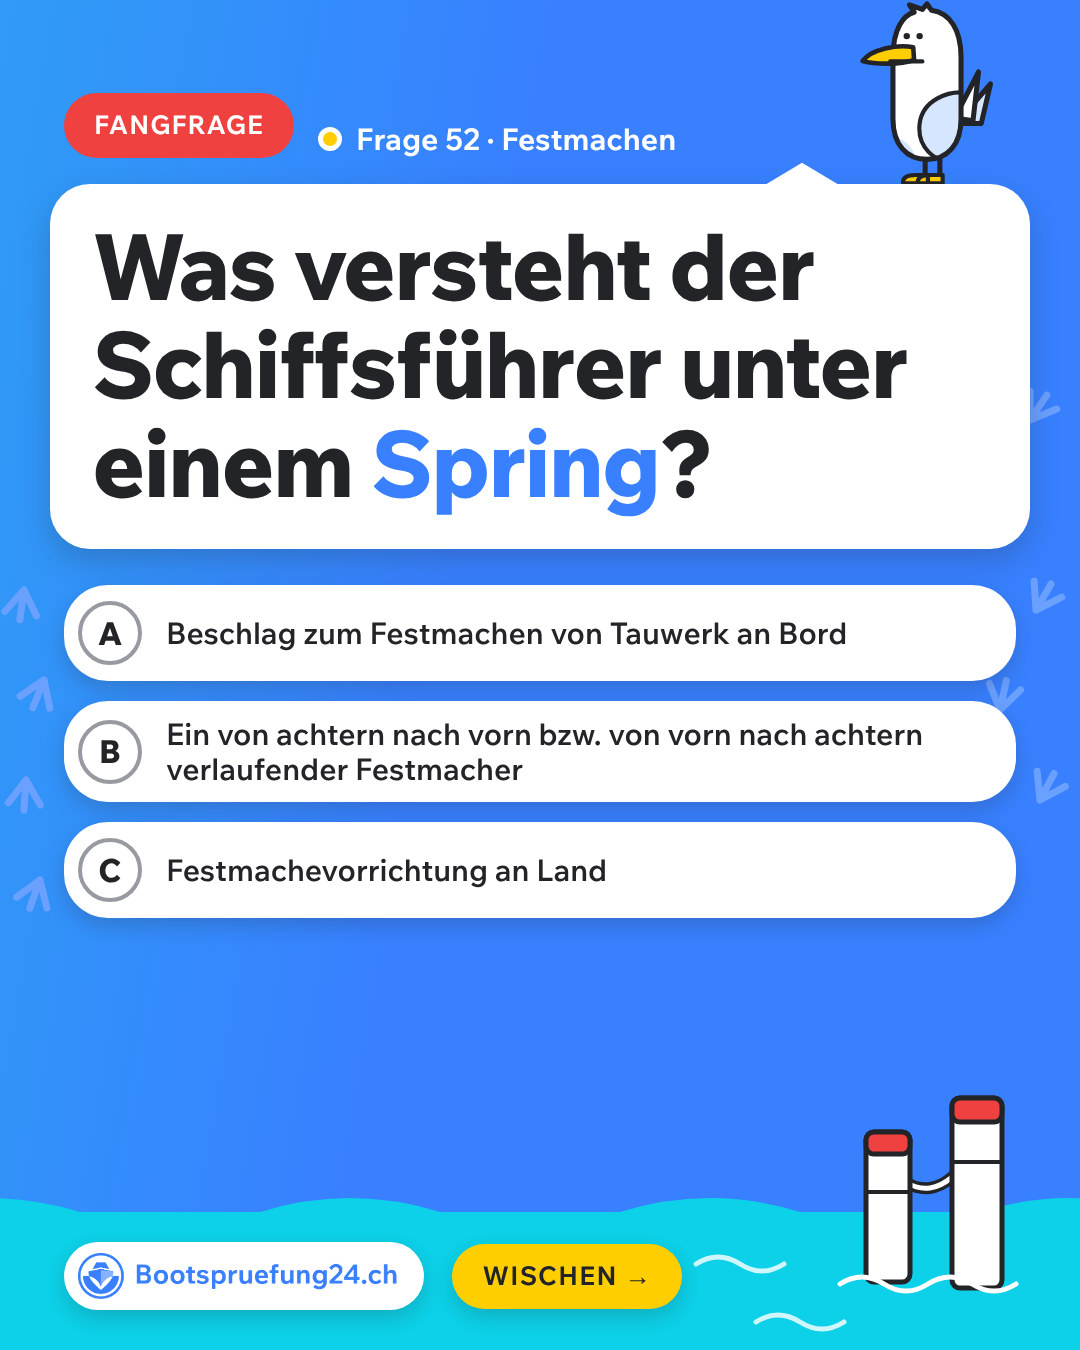 FANGFRAGE
Frage 52 · Festmachen
Was versteht der
Schiffsführer unter
einem Spring?
A Beschlag zum Festmachen von Tauwerk an Bord
B Ein von achtern nach vorn bzw. von vorn nach achtern
verlaufender Festmacher
C Festmachevorrichtung an Land
Bootspruefung24.ch
WISCHEN →